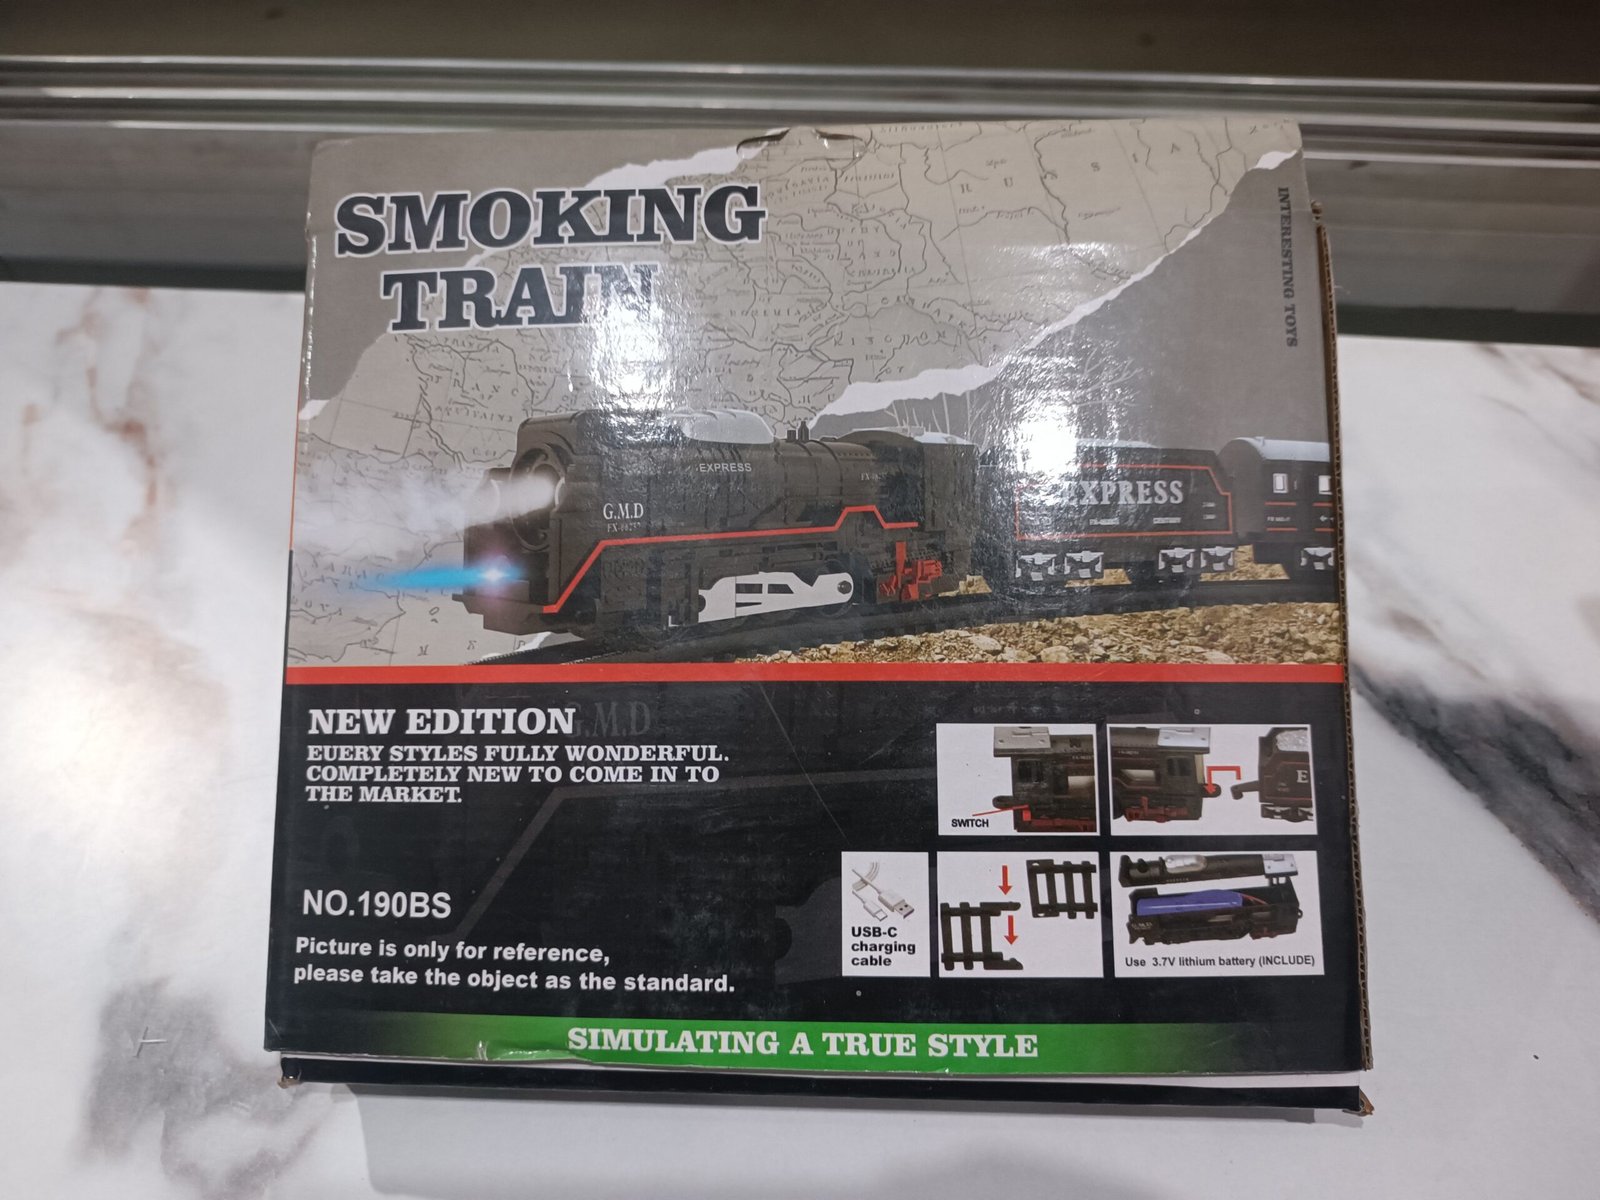 SMOKING
TRAIN
INTERESTING TOYS
RUSSIA
EXPRESS
G.M.D
EXPRESS
NEW EDITION
G.M.D
EUERY STYLES FULLY WONDERFUL.
COMPLETELY NEW TO COME IN TO
THE MARKET.
SWITCH
E
NO.190BS
Picture is only for reference,
please take the object as the standard.
USB-C
charging
cable
Use 3.7V lithium battery (INCLUDE)
SIMULATING A TRUE STYLE